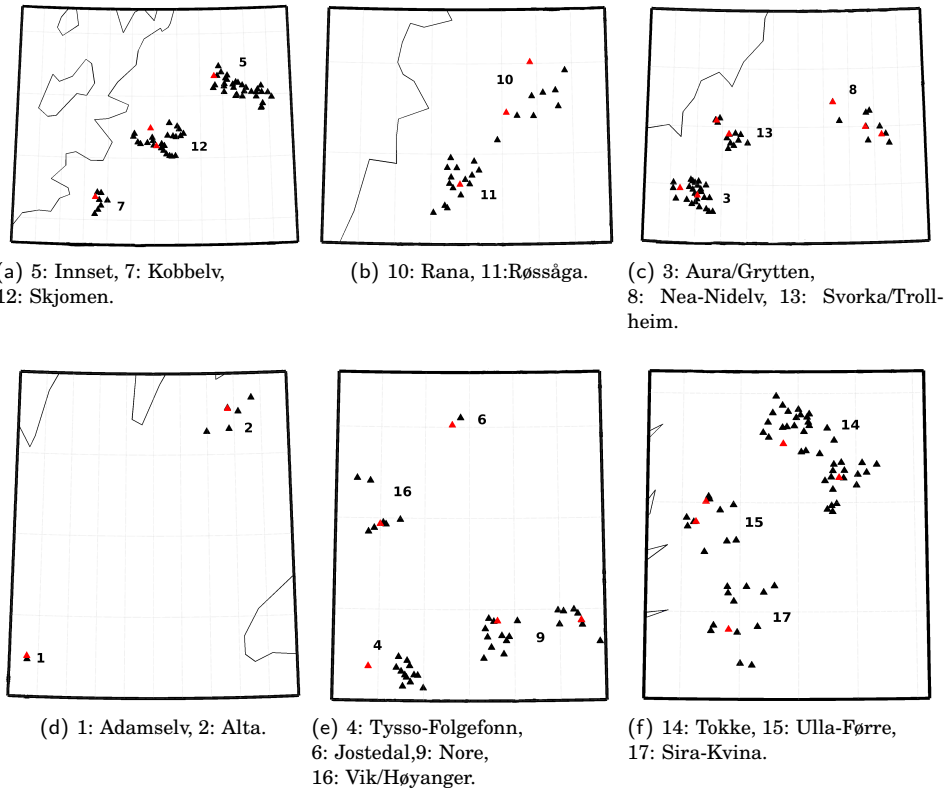 5
12
7
10
11
8
13
3
(a) 5: Innset, 7: Kobbelv,
12: Skjomen.
(b) 10: Rana, 11:Røssåga.
(c) 3: Aura/Grytten,
8: Nea-Nidelv, 13: Svorka/Troll-
heim.
2
1
6
16
4
9
14
15
17
(d) 1: Adamselv, 2: Alta.
(e) 4: Tysso-Folgefonn,
6: Jostedal,9: Nore,
16: Vik/Høyanger.
(f) 14: Tokke, 15: Ulla-Førre,
17: Sira-Kvina.